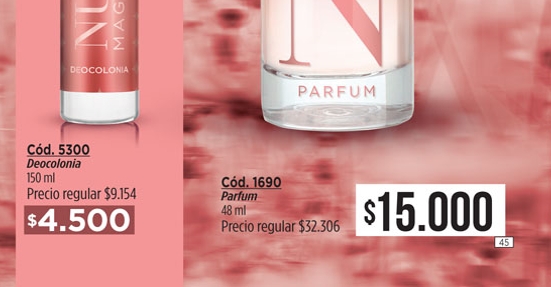 NU
MAG
DEOCOLONIA
Cód. 5300
Deocolonia
150 ml
Precio regular $9.154
$4.500
N
PARFUM
Cód. 1690
Parfum
48 ml
Precio regular $32.306
$15.000
45